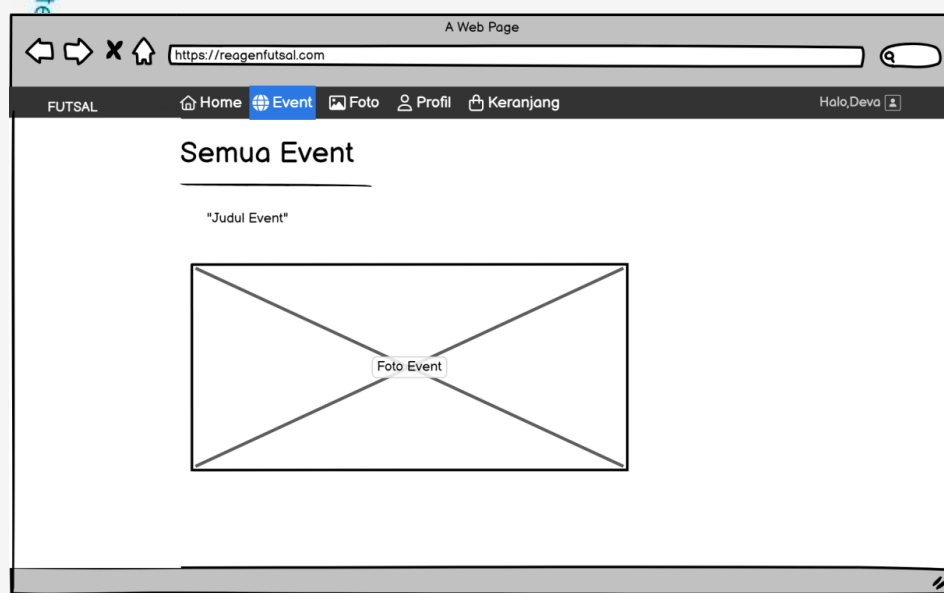 A Web Page
https://reagenfutsal.com
FUTSAL Home Event Foto Profil Keranjang Halo,Deva
Semua Event
"Judul Event"
Foto Event